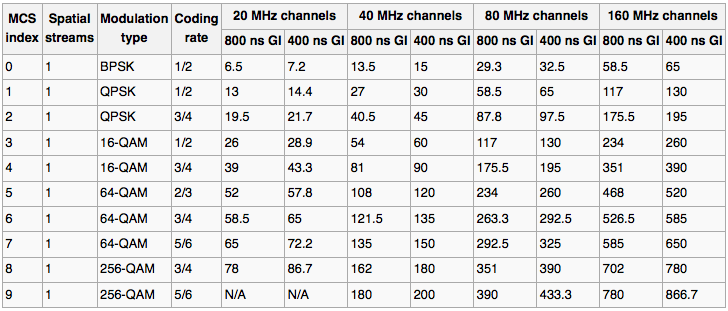 MCS index Spatial streams Modulation type Coding rate 20 MHz channels 40 MHz channels 80 MHz channels 160 MHz channels
800 ns GI 400 ns GI 800 ns GI 400 ns GI 800 ns GI 400 ns GI 800 ns GI 400 ns GI
0 1 BPSK 1/2 6.5 7.2 13.5 15 29.3 32.5 58.5 65
1 1 QPSK 1/2 13 14.4 27 30 58.5 65 117 130
2 1 QPSK 3/4 19.5 21.7 40.5 45 87.8 97.5 175.5 195
3 1 16-QAM 1/2 26 28.9 54 60 117 130 234 260
4 1 16-QAM 3/4 39 43.3 81 90 175.5 195 351 390
5 1 64-QAM 2/3 52 57.8 108 120 234 260 468 520
6 1 64-QAM 3/4 58.5 65 121.5 135 263.3 292.5 526.5 585
7 1 64-QAM 5/6 65 72.2 135 150 292.5 325 585 650
8 1 256-QAM 3/4 78 86.7 162 180 351 390 702 780
9 1 256-QAM 5/6 N/A N/A 180 200 390 433.3 780 866.7